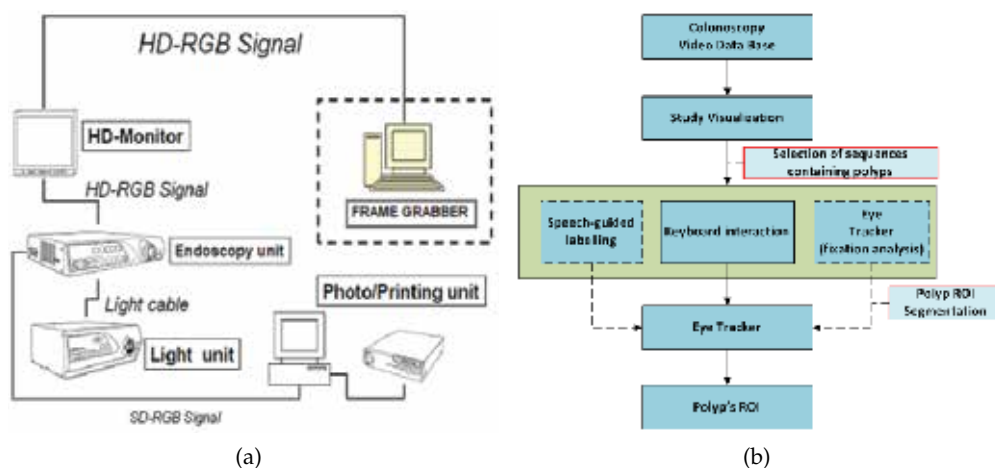 HD-RGB Signal
HD-Monitor
HD-RGB Signal
FRAME GRABBER
Endoscopy unit
Photo/Printing unit
Light cable
Light unit
SD-RGB Signal
(a)
Colonoscopy
Video Data Base
Study Visualization
Selection of sequences
containing polyps
Speech-guided
labelling
Keyboard interaction
Eye
Tracker
(fixation analysis)
Polyp ROI
Segmentation
Eye Tracker
Polyp's ROI
(b)